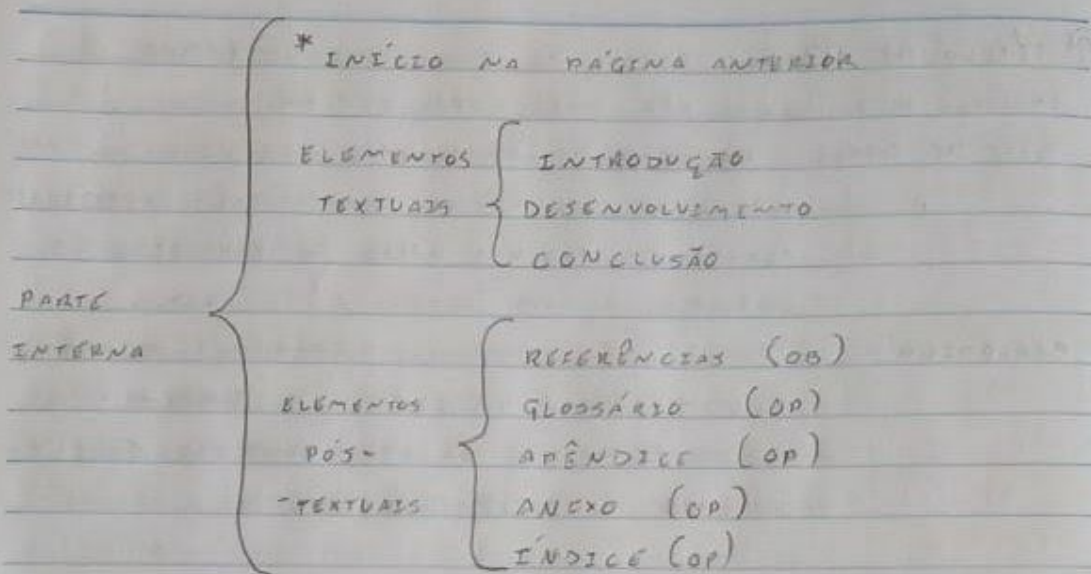 * INÍCIO NA PÁGINA ANTERIOR
ELEMENTOS
TEXTUAIS
INTRODUÇÃO
DESENVOLVIMENTO
CONCLUSÃO
PARTE
INTERNA
ELEMENTOS
PÓS-
-TEXTUAIS
REFERÊNCIAS (OB)
GLOSSÁRIO (OP)
APÊNDICE (OP)
ANEXO (OP)
ÍNDICE (OP)